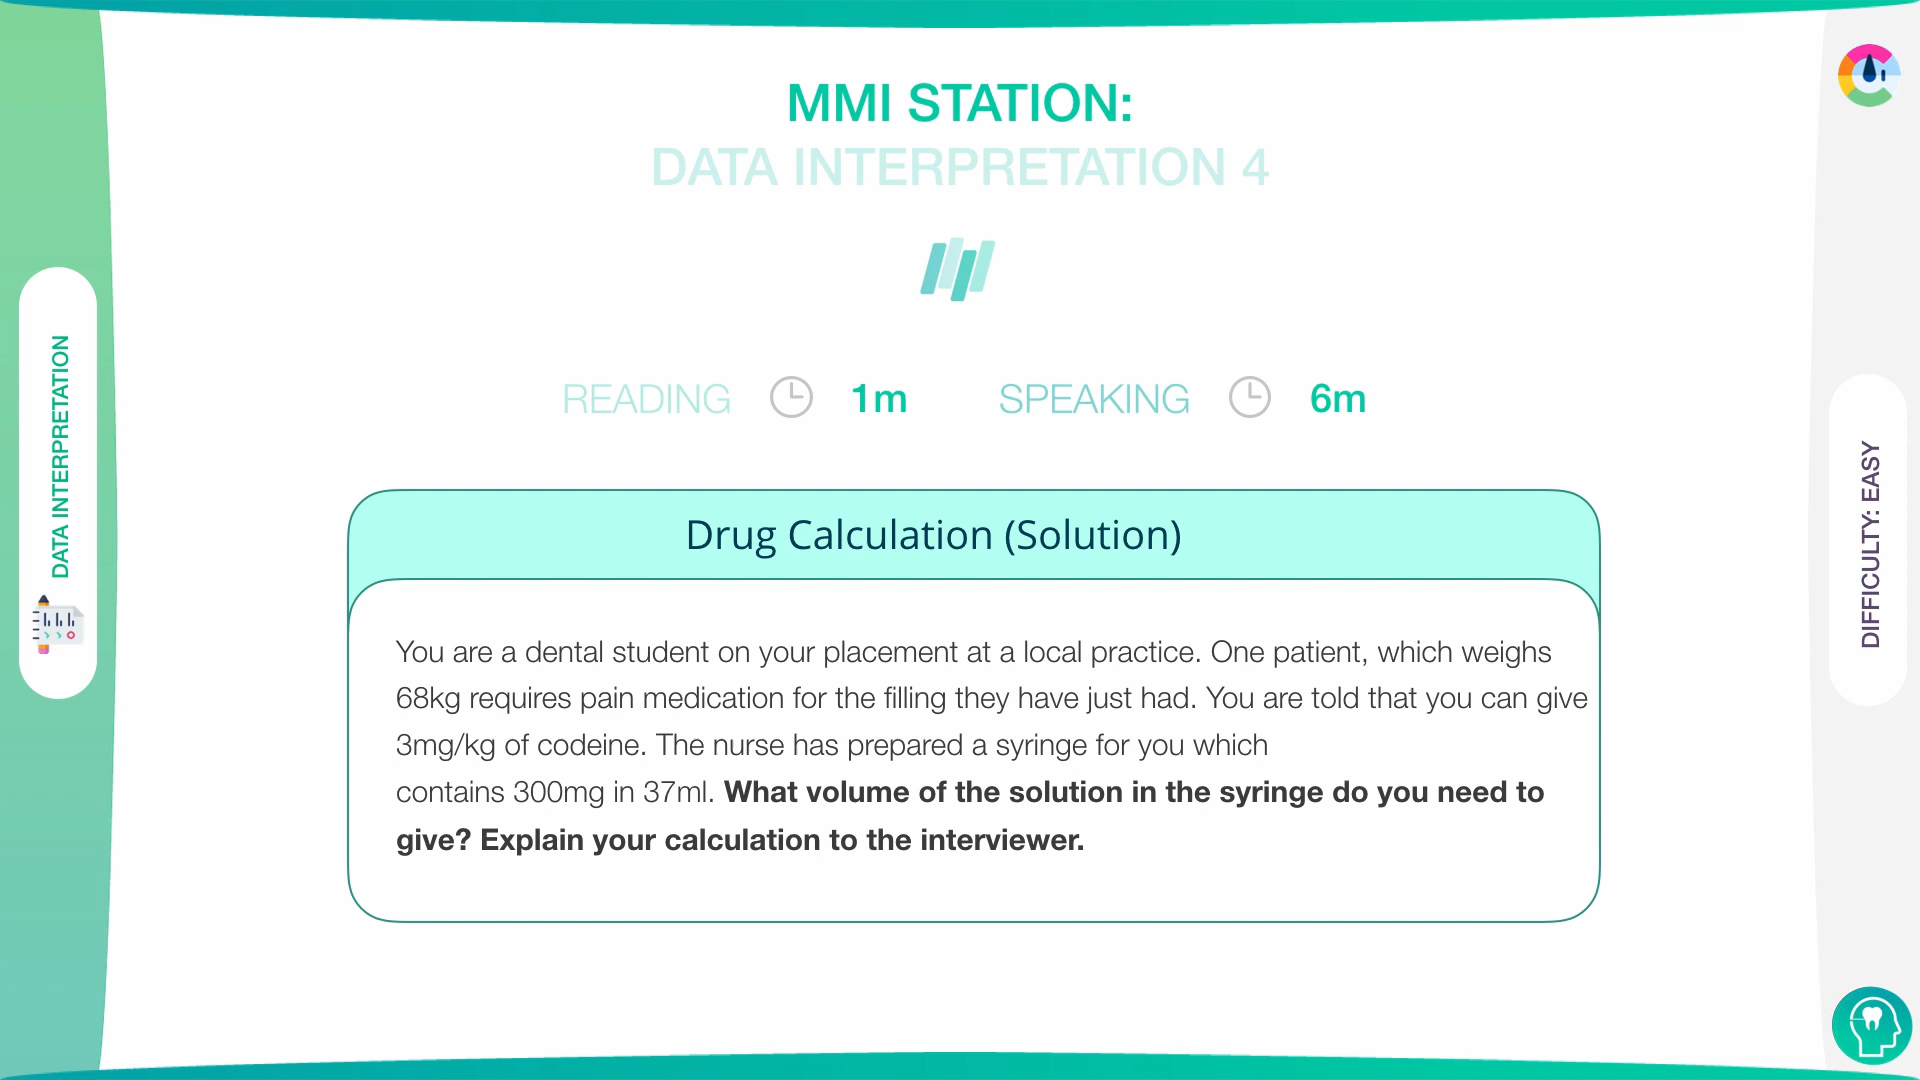 MMI STATION:
DATA INTERPRETATION 4
READING 1m SPEAKING 6m
DATA INTERPRETATION
DIFFICULTY: EASY
Drug Calculation (Solution)
You are a dental student on your placement at a local practice. One patient, which weighs
68kg requires pain medication for the filling they have just had. You are told that you can give
3mg/kg of codeine. The nurse has prepared a syringe for you which
contains 300mg in 37ml. What volume of the solution in the syringe do you need to
give? Explain your calculation to the interviewer.